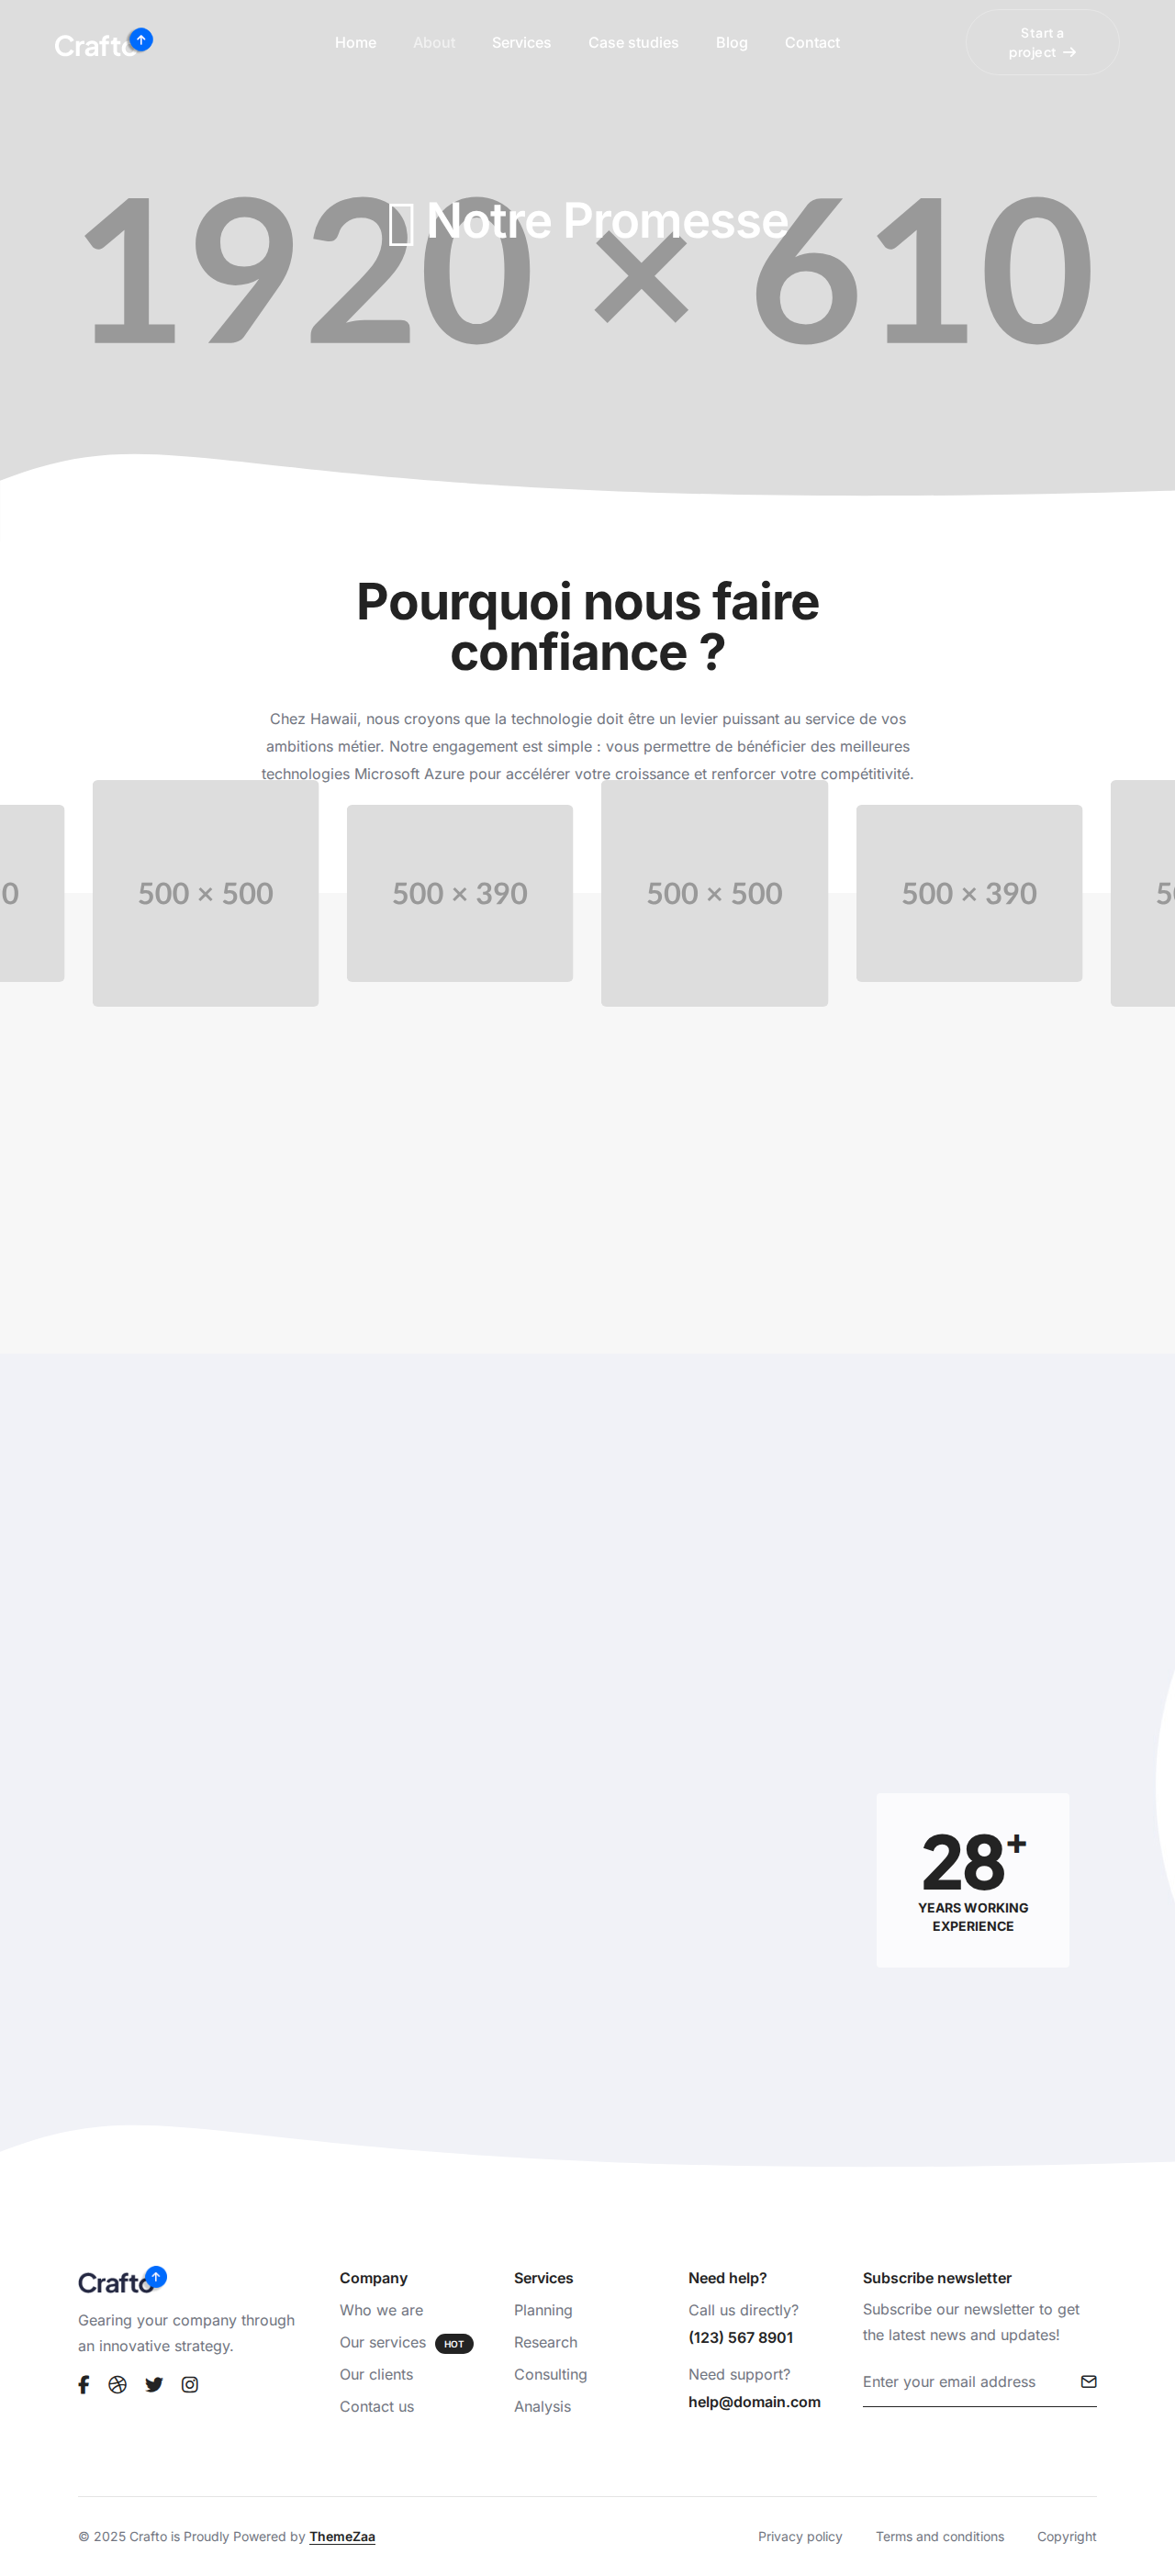 Crafto
Home About Services Case studies Blog Contact
Start a
project
1920 × 610
Notre Promesse
Pourquoi nous faire
confiance ?
Chez Hawaii, nous croyons que la technologie doit être un levier puissant au service de vos
ambitions métier. Notre engagement est simple : vous permettre de bénéficier des meilleures
technologies Microsoft Azure pour accélérer votre croissance et renforcer votre compétitivité.
0 500 × 500 500 × 390 500 × 500 500 × 390 50
28+
YEARS WORKING
EXPERIENCE
Crafto
Gearing your company through
an innovative strategy.
Company
Who we are
Our services HOT
Our clients
Contact us
Services
Planning
Research
Consulting
Analysis
Need help?
Call us directly?
(123) 567 8901
Need support?
help@domain.com
Subscribe newsletter
Subscribe our newsletter to get
the latest news and updates!
Enter your email address
© 2025 Crafto is Proudly Powered by ThemeZaa
Privacy policy Terms and conditions Copyright